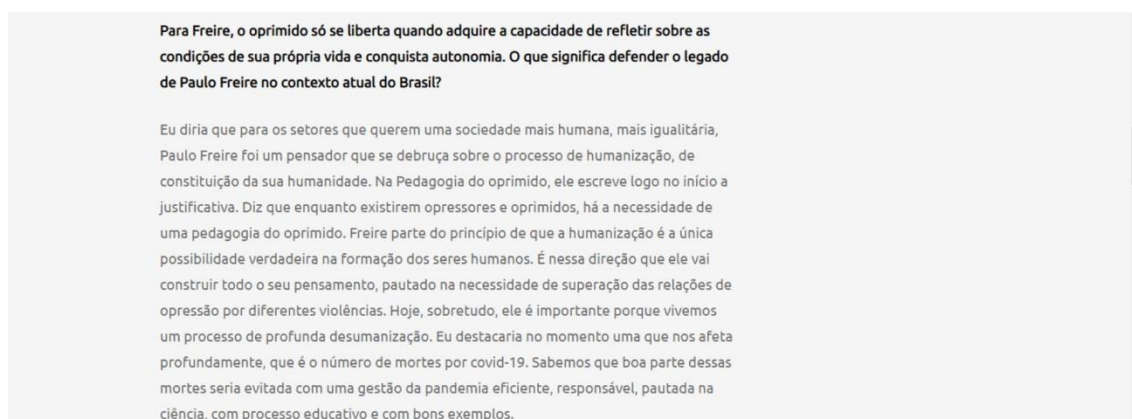 Para Freire, o oprimido só se liberta quando adquire a capacidade de refletir sobre as
condições de sua própria vida e conquista autonomia. O que significa defender o legado
de Paulo Freire no contexto atual do Brasil?
Eu diria que para os setores que querem uma sociedade mais humana, mais igualitária,
Paulo Freire foi um pensador que se debruça sobre o processo de humanização, de
constituição da sua humanidade. Na Pedagogia do oprimido, ele escreve logo no início a
justificativa. Diz que enquanto existirem opressores e oprimidos, há a necessidade de
uma pedagogia do oprimido. Freire parte do princípio de que a humanização é a única
possibilidade verdadeira na formação dos seres humanos. É nessa direção que ele vai
construir todo o seu pensamento, pautado na necessidade de superação das relações de
opressão por diferentes violências. Hoje, sobretudo, ele é importante porque vivemos
um processo de profunda desumanização. Eu destacaria no momento uma que nos afeta
profundamente, que é o número de mortes por covid-19. Sabemos que boa parte dessas
mortes seria evitada com uma gestão da pandemia eficiente, responsável, pautada na
ciência, com processo educativo e com bons exemplos.